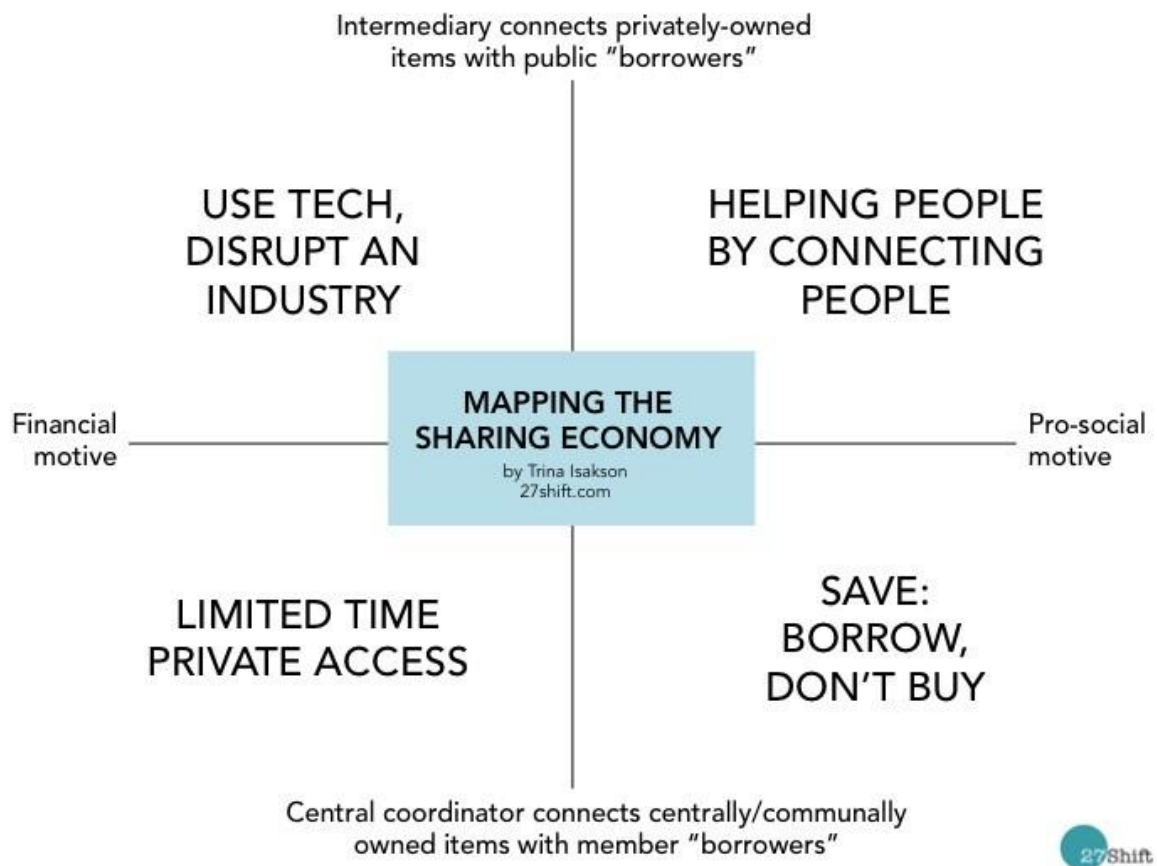 Intermediary connects privately-owned
items with public “borrowers”
USE TECH,
DISRUPT AN
INDUSTRY
HELPING PEOPLE
BY CONNECTING
PEOPLE
Financial
motive
MAPPING THE
SHARING ECONOMY
by Trina Isakson
27shift.com
Pro-social
motive
LIMITED TIME
PRIVATE ACCESS
SAVE:
BORROW,
DON’T BUY
Central coordinator connects centrally/communally
owned items with member “borrowers”
27Shift